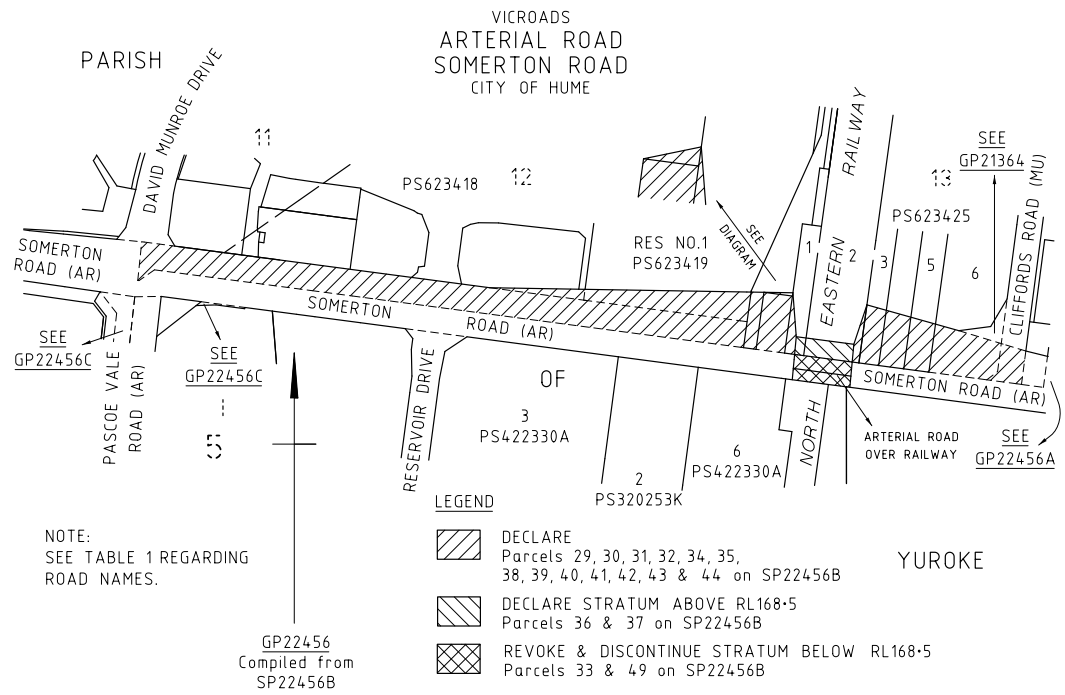 VICROADS
ARTERIAL ROAD
SOMERTON ROAD
CITY OF HUME
PARISH
DAVID MUNROE DRIVE
11
PS623418
12
RES NO.1
PS623419
SEE
DIAGRAM
1
2
EASTERN RAILWAY
3
13
PS623425
5
6
SEE
GP21364
CLIFFORDS ROAD (MU)
SOMERTON
ROAD (AR)
SOMERTON ROAD (AR)
SOMERTON ROAD (AR)
SEE
GP22456C
PASCOE VALE
ROAD (AR)
SEE
GP22456C
5
RESERVOIR DRIVE
OF
3
PS422330A
2
PS320253K
6
PS422330A
NORTH
ARTERIAL ROAD
OVER RAILWAY
SEE
GP22456A
NOTE:
SEE TABLE 1 REGARDING
ROAD NAMES.
GP22456
Compiled from
SP22456B
LEGEND
DECLARE
Parcels 29, 30, 31, 32, 34, 35,
38, 39, 40, 41, 42, 43 & 44 on SP22456B
DECLARE STRATUM ABOVE RL168•5
Parcels 36 & 37 on SP22456B
REVOKE & DISCONTINUE STRATUM BELOW RL168•5
Parcels 33 & 49 on SP22456B
YUROKE